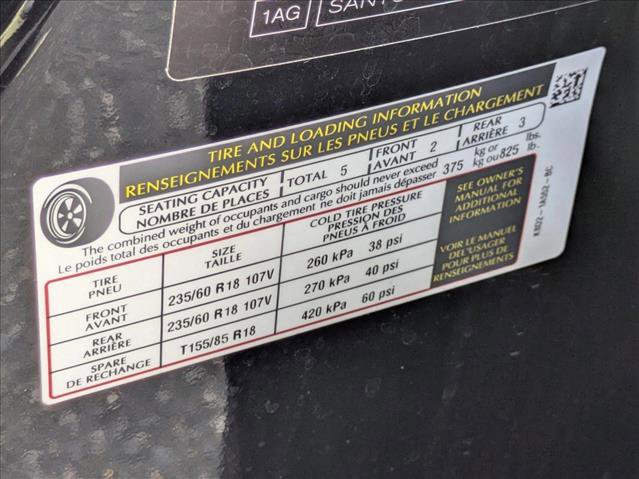 1AG SANTO
TIRE AND LOADING INFORMATION
RENSEIGNEMENTS SUR LES PNEUS ET LE CHARGEMENT
SEATING CAPACITY TOTAL 5 FRONT 2 REAR 3
NOMBRE DE PLACES AVANT ARRIÈRE
The combined weight of occupants and cargo should never exceed 375 kg or 825 lbs.
Le poids total des occupants et du chargement ne doit jamais dépasser kg ou lb.
TIRE SIZE COLD TIRE PRESSURE
PNEU TAILLE PRESSION DES
PNEUS À FROID
FRONT 235/60 R18 107V 260 kPa 38 psi
AVANT
REAR 235/60 R18 107V 270 kPa 40 psi
ARRIÈRE
SPARE T155/85 R18 420 kPa 60 psi
DE RECHANGE
SEE OWNER'S
MANUAL FOR
ADDITIONAL
INFORMATION
VOIR LE MANUEL
DEL'USAGER
POUR PLUS DE
RENSEIGNEMENTS